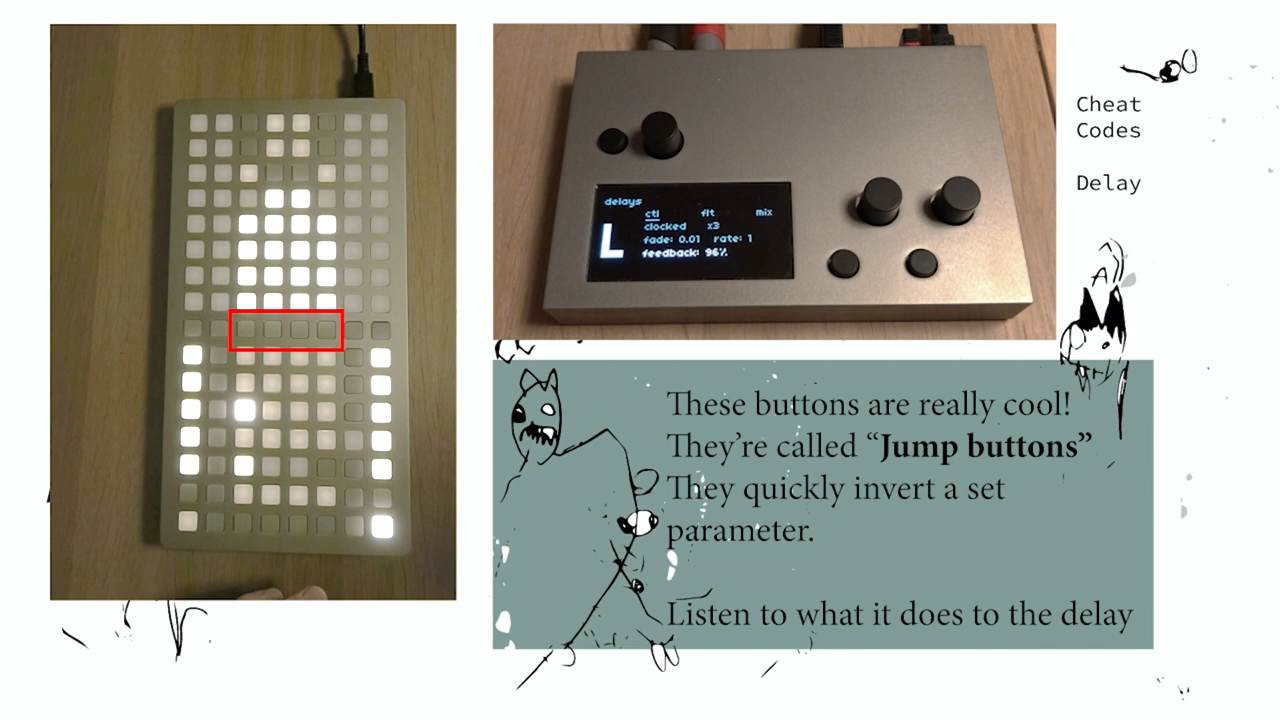 delays
ctl flt mix
clocked x3
L
fade: 0.01 rate: 1
feedback: 96%
Cheat
Codes
Delay
These buttons are really cool!
They're called “Jump buttons”
They quickly invert a set
parameter.
Listen to what it does to the delay